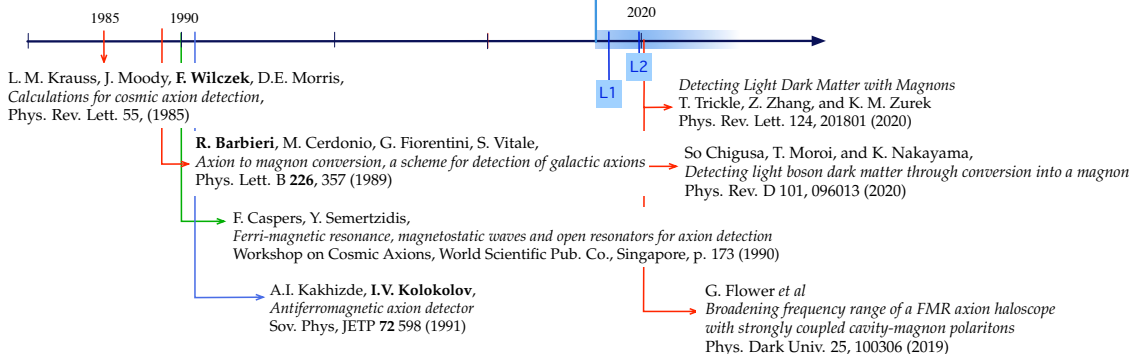 1985
1990
2020
L1
L2
L. M. Krauss, J. Moody, F. Wilczek, D.E. Morris,
Calculations for cosmic axion detection,
Phys. Rev. Lett. 55, (1985)
Detecting Light Dark Matter with Magnons
T. Trickle, Z. Zhang, and K. M. Zurek
Phys. Rev. Lett. 124, 201801 (2020)
R. Barbieri, M. Cerdonio, G. Fiorentini, S. Vitale,
Axion to magnon conversion, a scheme for detection of galactic axions
Phys. Lett. B 226, 357 (1989)
So Chigusa, T. Moroi, and K. Nakayama,
Detecting light boson dark matter through conversion into a magnon
Phys. Rev. D 101, 096013 (2020)
F. Caspers, Y. Semertzidis,
Ferri-magnetic resonance, magnetostatic waves and open resonators for axion detection
Workshop on Cosmic Axions, World Scientific Pub. Co., Singapore, p. 173 (1990)
A.I. Kakhizde, I.V. Kolokolov,
Antiferromagnetic axion detector
Sov. Phys, JETP 72 598 (1991)
G. Flower et al
Broadening frequency range of a FMR axion haloscope
with strongly coupled cavity-magnon polaritons
Phys. Dark Univ. 25, 100306 (2019)